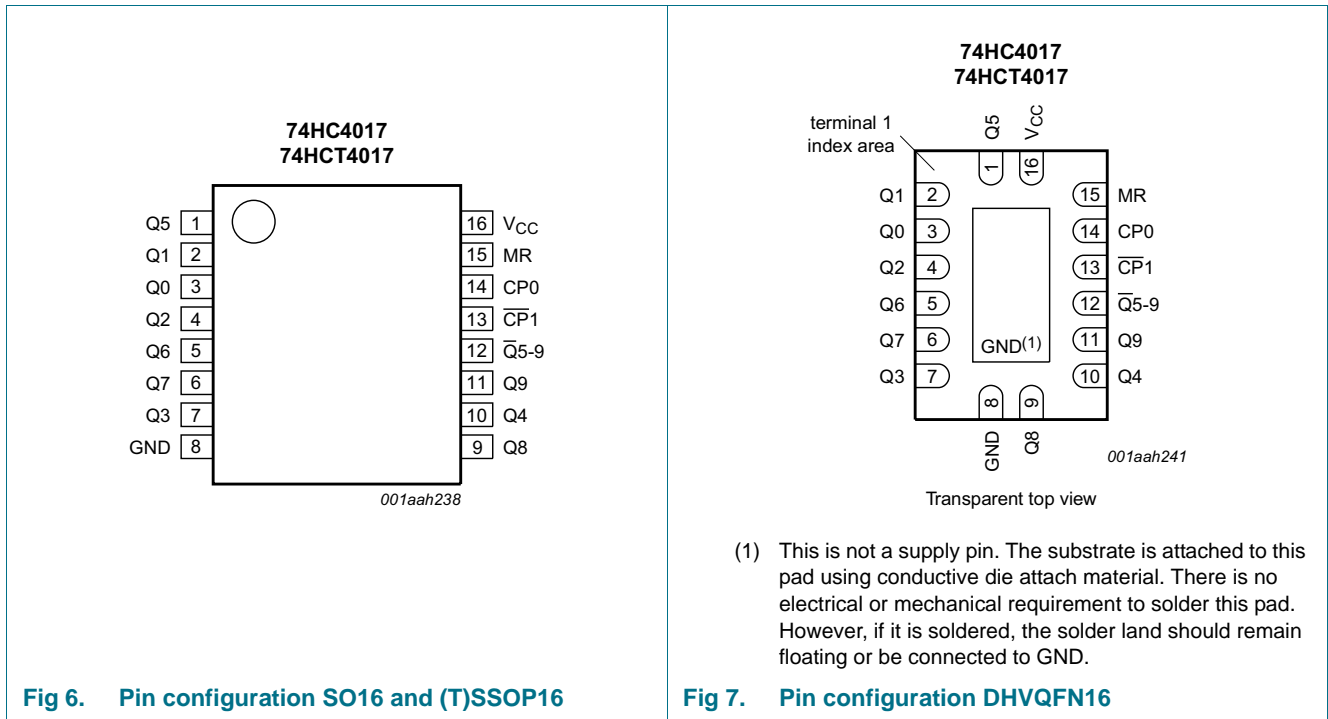 74HC4017
74HCT4017
Q5 1
Q1 2
Q0 3
Q2 4
Q6 5
Q7 6
Q3 7
GND 8
16 VCC
15 MR
14 CP0
13 C̅P̅1
12 Q̅5-9
11 Q9
10 Q4
9 Q8
001aah238
Fig 6. Pin configuration SO16 and (T)SSOP16
74HC4017
74HCT4017
terminal 1
index area
Q5
VCC
1
16
Q1 2
Q0 3
Q2 4
Q6 5
Q7 6
Q3 7
15 MR
14 CP0
13 C̅P̅1
12 Q̅5-9
11 Q9
10 Q4
GND(1)
8
9
GND
Q8
001aah241
Transparent top view
(1) This is not a supply pin. The substrate is attached to this
pad using conductive die attach material. There is no
electrical or mechanical requirement to solder this pad.
However, if it is soldered, the solder land should remain
floating or be connected to GND.
Fig 7. Pin configuration DHVQFN16